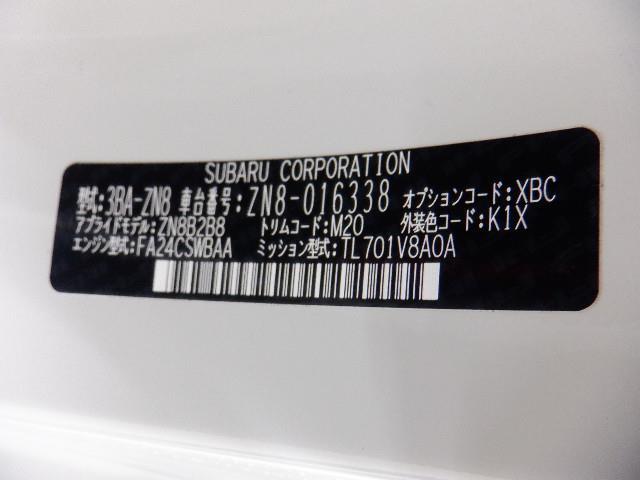 SUBARU CORPORATION
型式:3BA-ZN8 車台番号:ZN8-016338 オプションコード:XBC
アプライドモデル:ZN8B2B8 トリムコード:M20 外装色コード:K1X
エンジン型式:FA24CSWBAA ミッション型式:TL701V8A0A